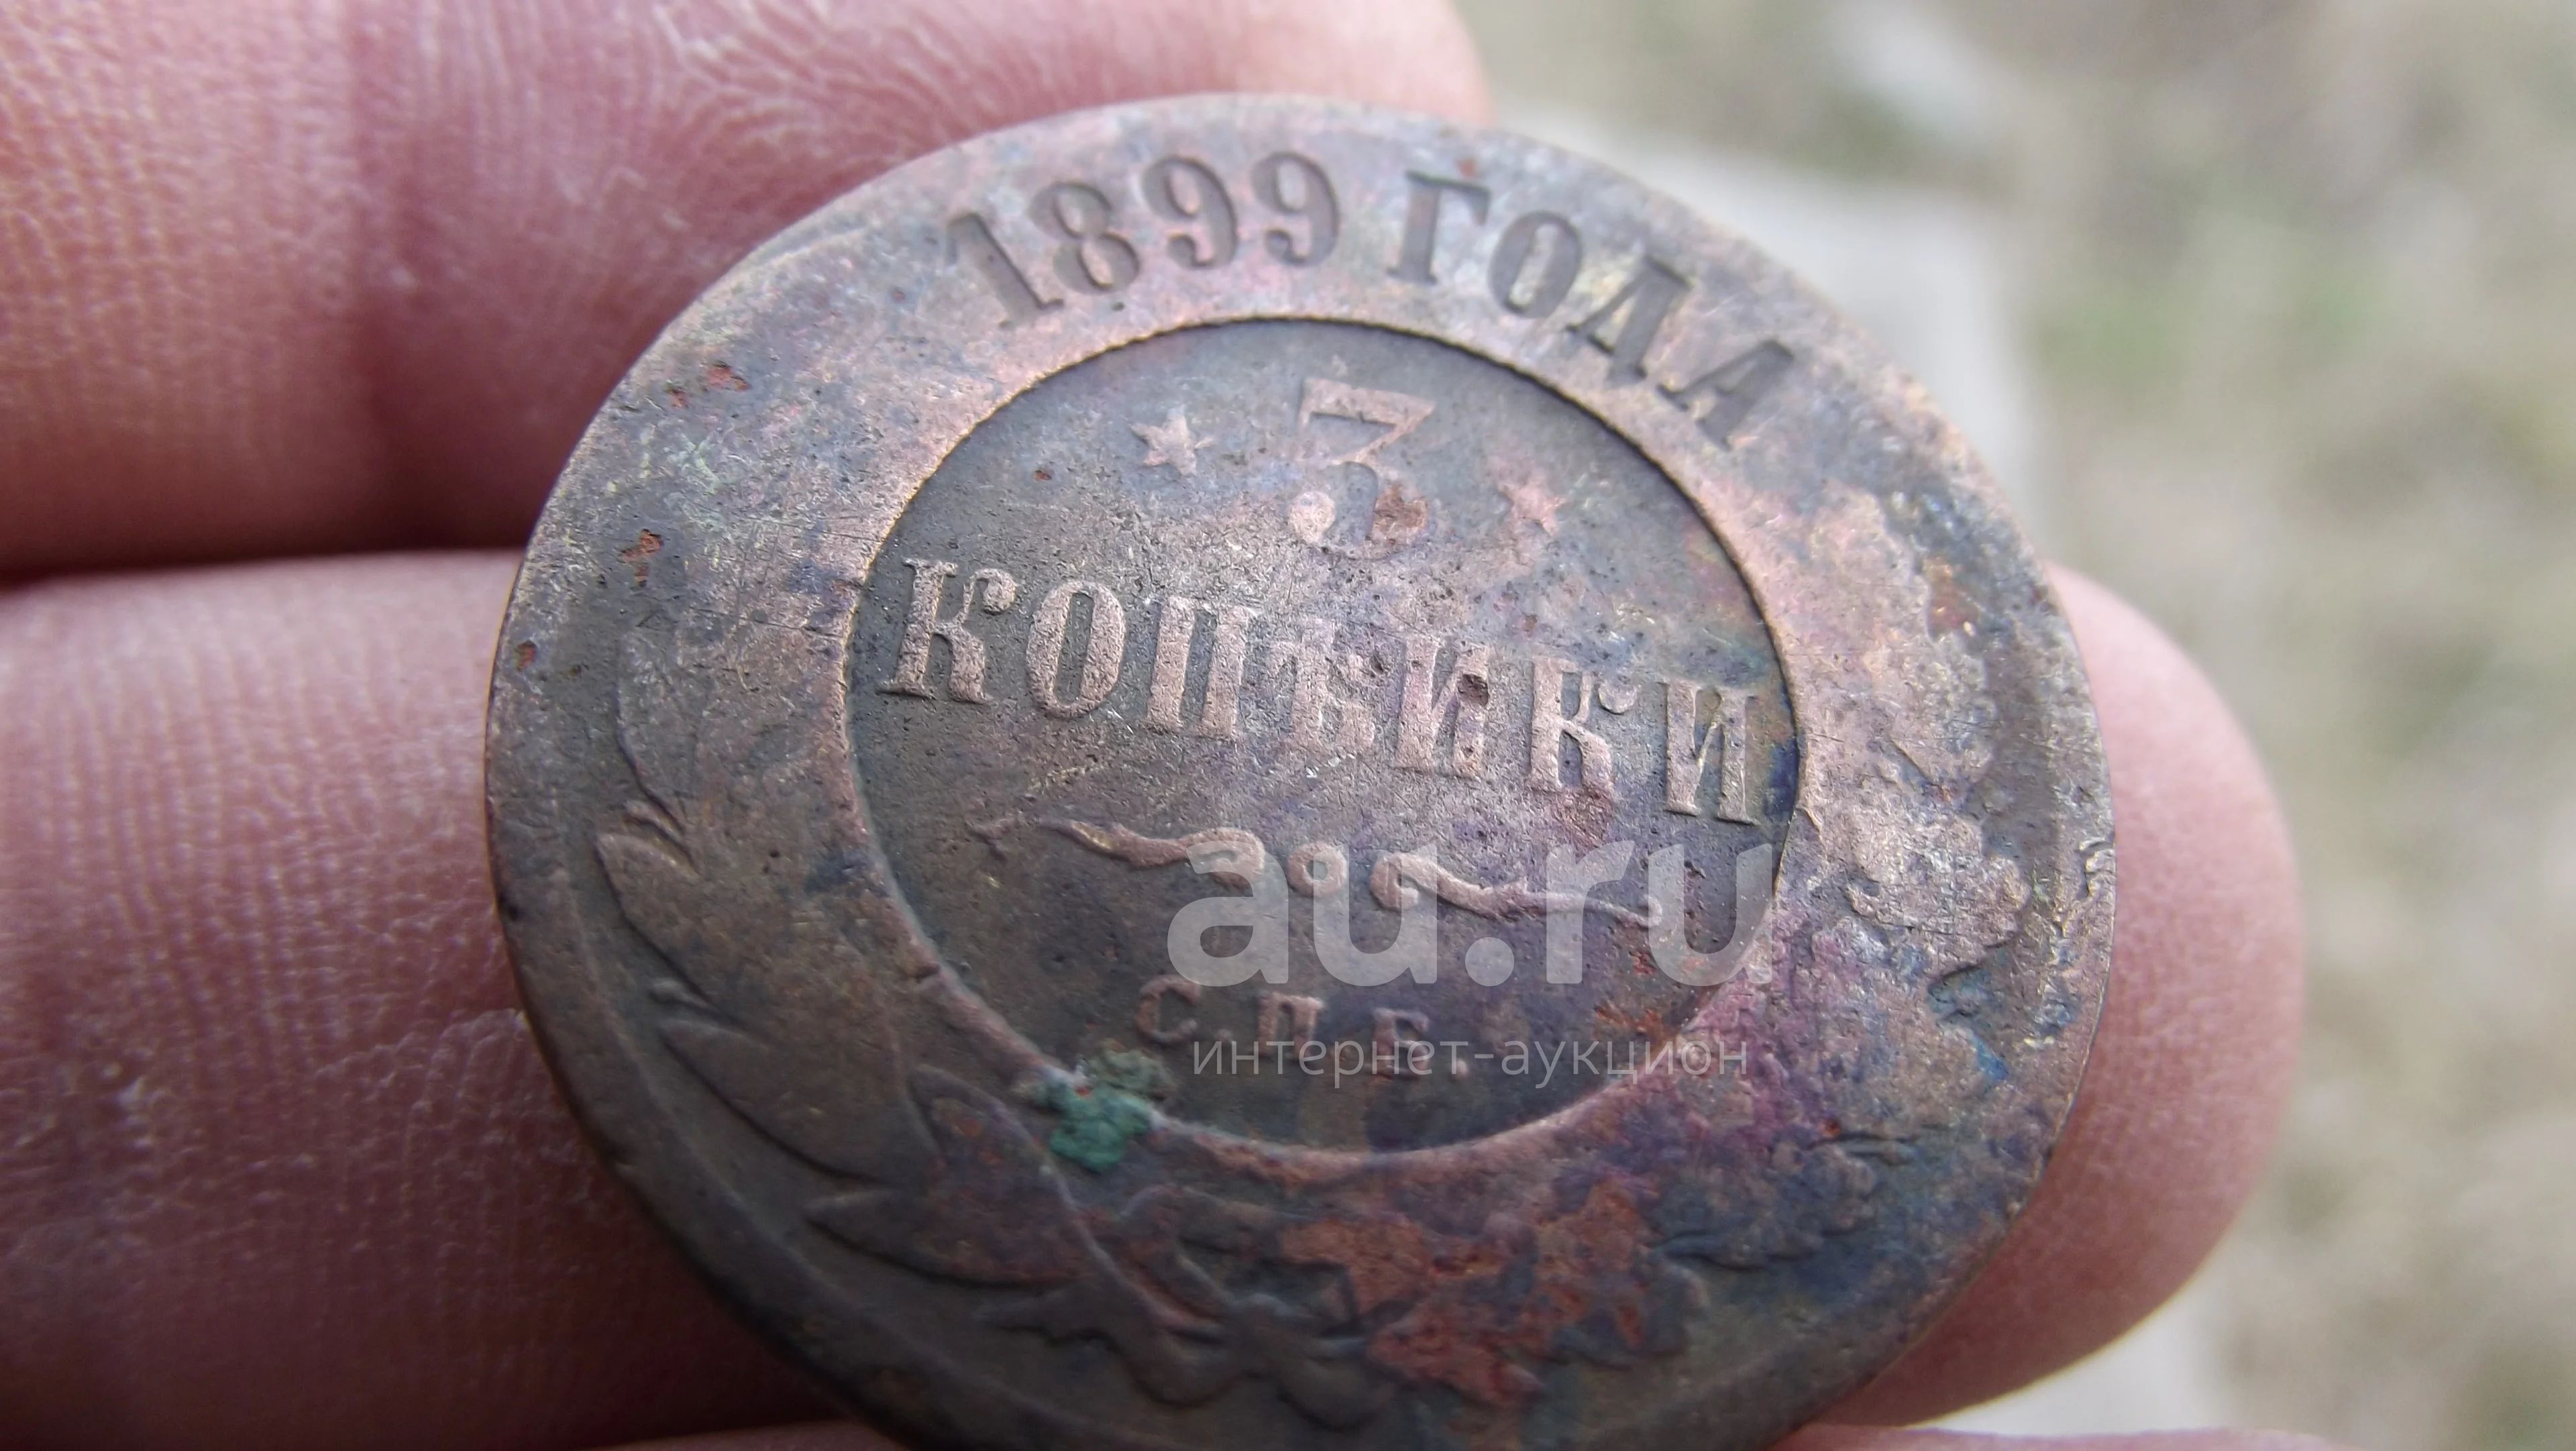 1899 ГОДА
3
КОПѢЙКИ
С.П.Б.
au.ru
интернет-аукцион